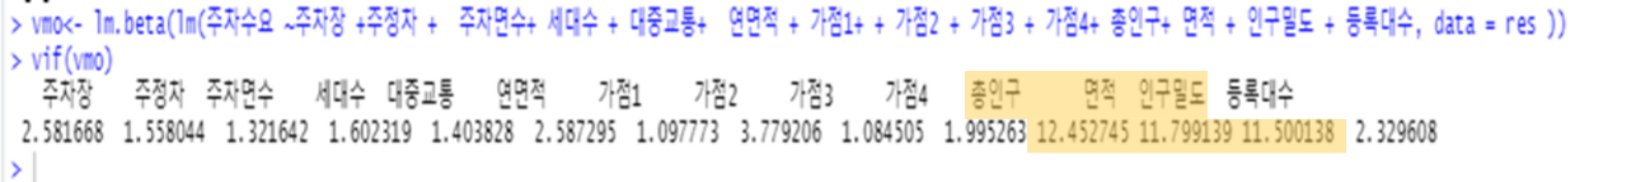 > vmo<- lm.beta(lm(주차수요 ~주차장 +주정차 + 주차면수+ 세대수 + 대중교통+ 연면적 + 가점1+ + 가점2 + 가점3 + 가점4+ 총인구+ 면적 + 인구밀도 + 등록대수, data = res ))
> vif(vmo)
주차장 주정차 주차면수 세대수 대중교통 연면적 가점1 가점2 가점3 가점4 총인구 면적 인구밀도 등록대수
2.581668 1.558044 1.321642 1.602319 1.403828 2.587295 1.097773 3.779206 1.084505 1.995263 12.452745 11.799139 11.500138 2.329608
>